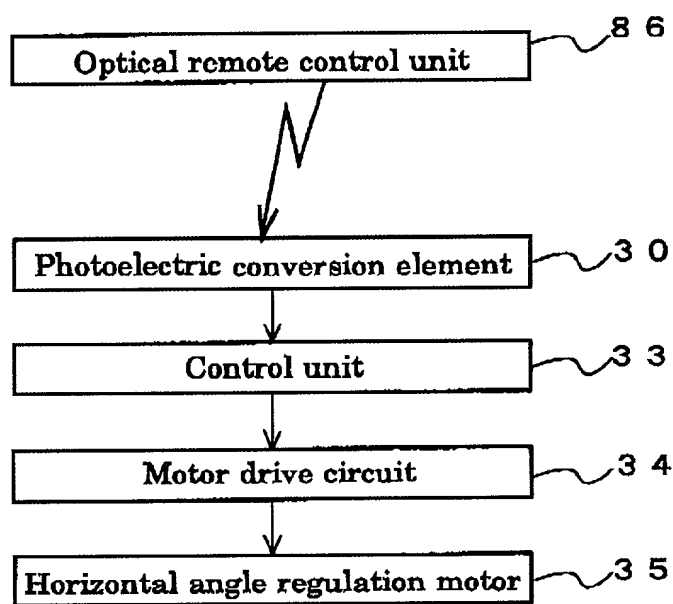 86
Optical remote control unit
Photoelectric conversion element 30
Control unit 33
Motor drive circuit 34
Horizontal angle regulation motor 35